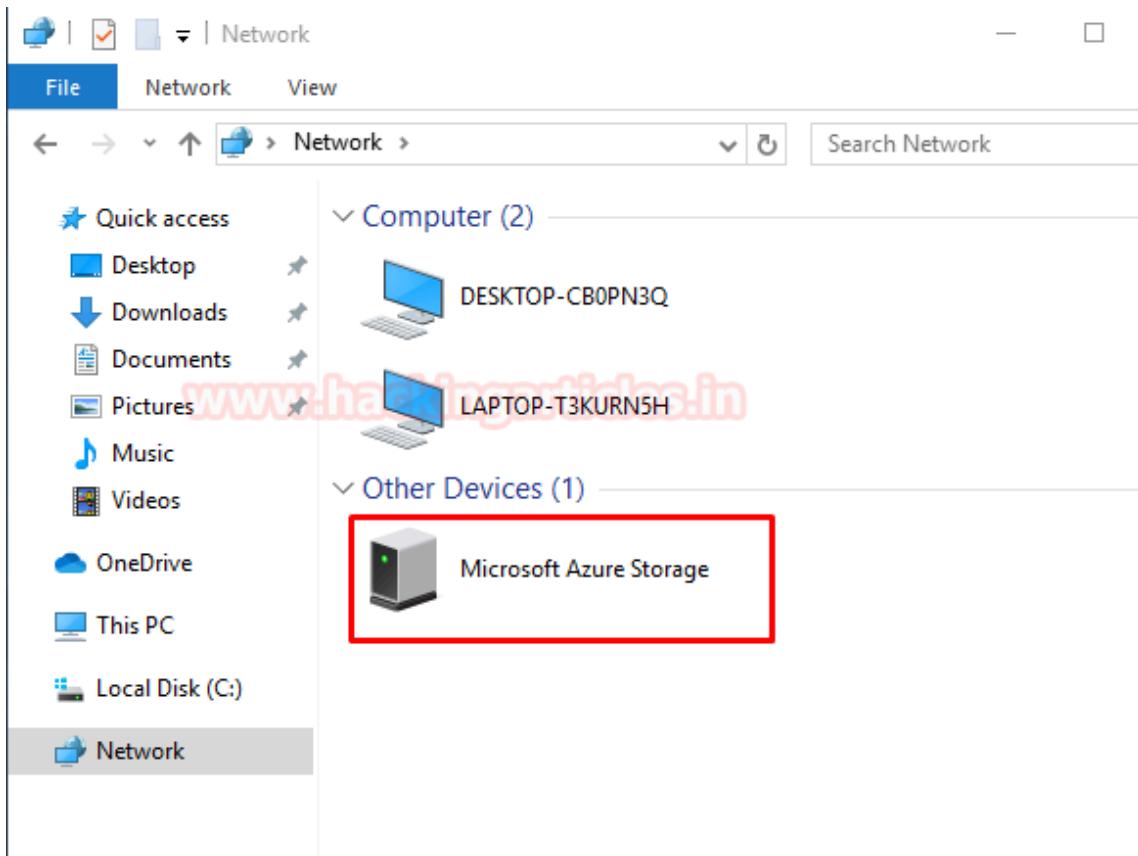 Network
File Network View
Network
Search Network
Quick access
Desktop
Downloads
Documents
Pictures
Music
Videos
OneDrive
This PC
Local Disk (C:)
Network
Computer (2)
DESKTOP-CB0PN3Q
LAPTOP-T3KURN5H
www.hackingarticles.in
Other Devices (1)
Microsoft Azure Storage